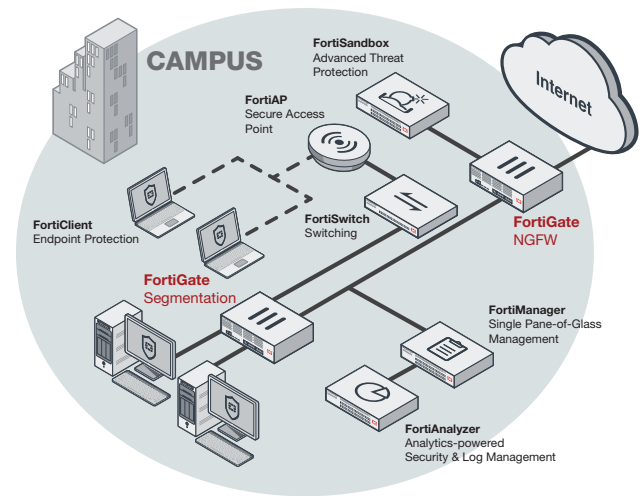 CAMPUS
FortiSandbox
Advanced Threat
Protection
Internet
FortiAP
Secure Access
Point
FortiClient
Endpoint Protection
FortiSwitch
Switching
FortiGate
NGFW
FortiGate
Segmentation
FortiManager
Single Pane-of-Glass
Management
FortiAnalyzer
Analytics-powered
Security & Log Management